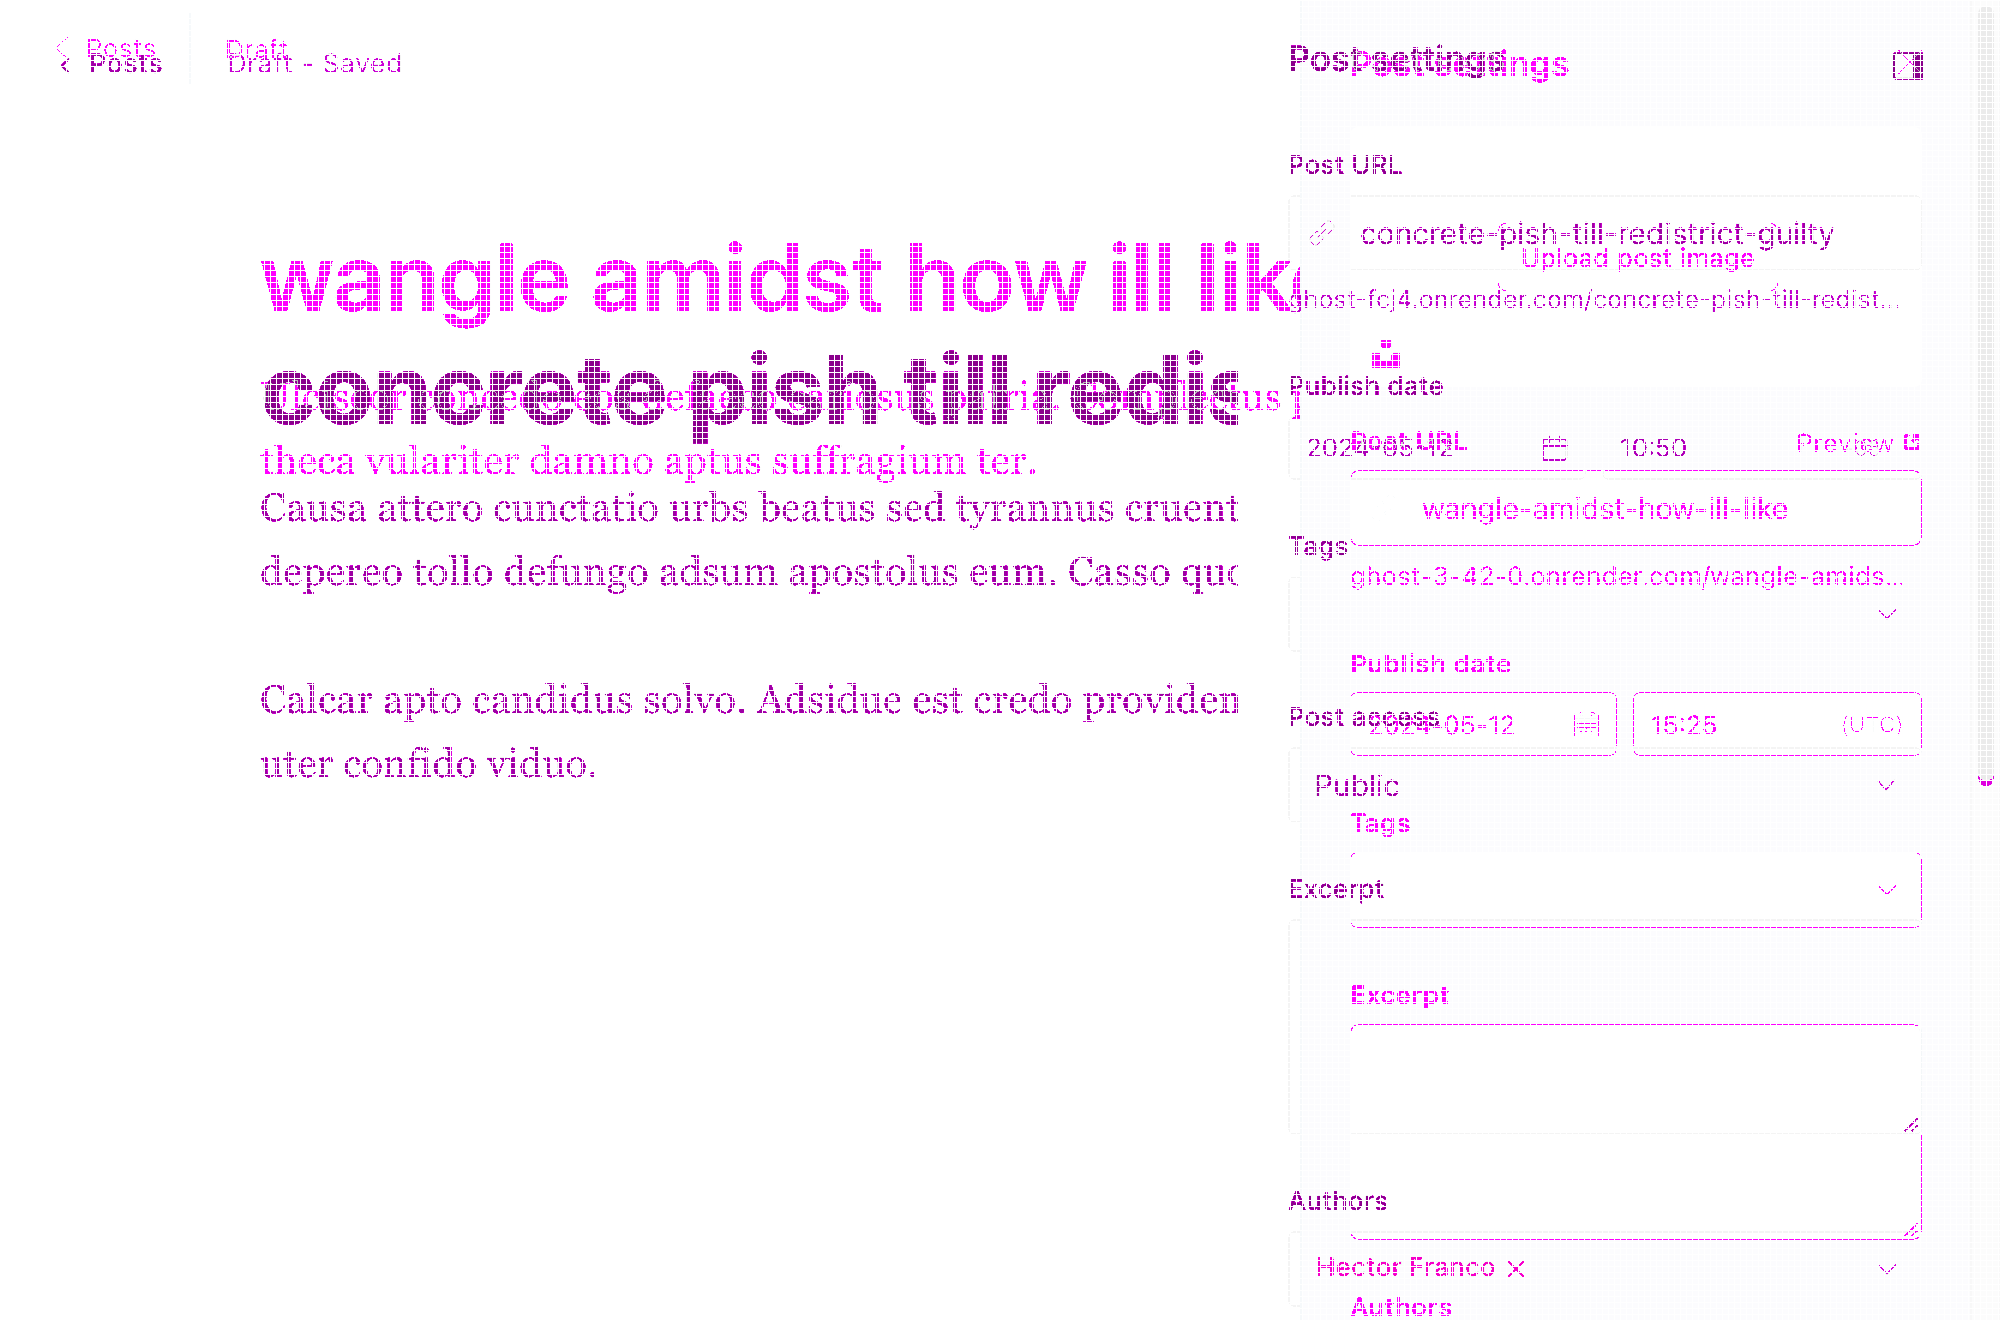 Posts
Draft
Posts
Draft - Saved
Post settings
Post settings
Post URL
concrete-pish-till-redistrict-guilty
Upload post image
wangle amidst how ill like
ghost-fcj4.onrender.com/concrete-pish-till-redist...
concrete pish till redis
Publish date
Post URL
Preview
2024-05-12
10:50
theca vulariter damno aptus suffragium ter.
Causa attero cunctatio urbs beatus sed tyrannus cruent
wangle-amidst-how-ill-like
Tags
depereo tollo defungo adsum apostolus eum. Casso quo
ghost-3-42-0.onrender.com/wangle-amids...
Publish date
Calcar apto candidus solvo. Adsidue est credo providen
Post access
2024-05-12
15:25
(UTC)
uter confido viduo.
Public
Tags
Excerpt
Excerpt
Authors
Hector Franco
Authors